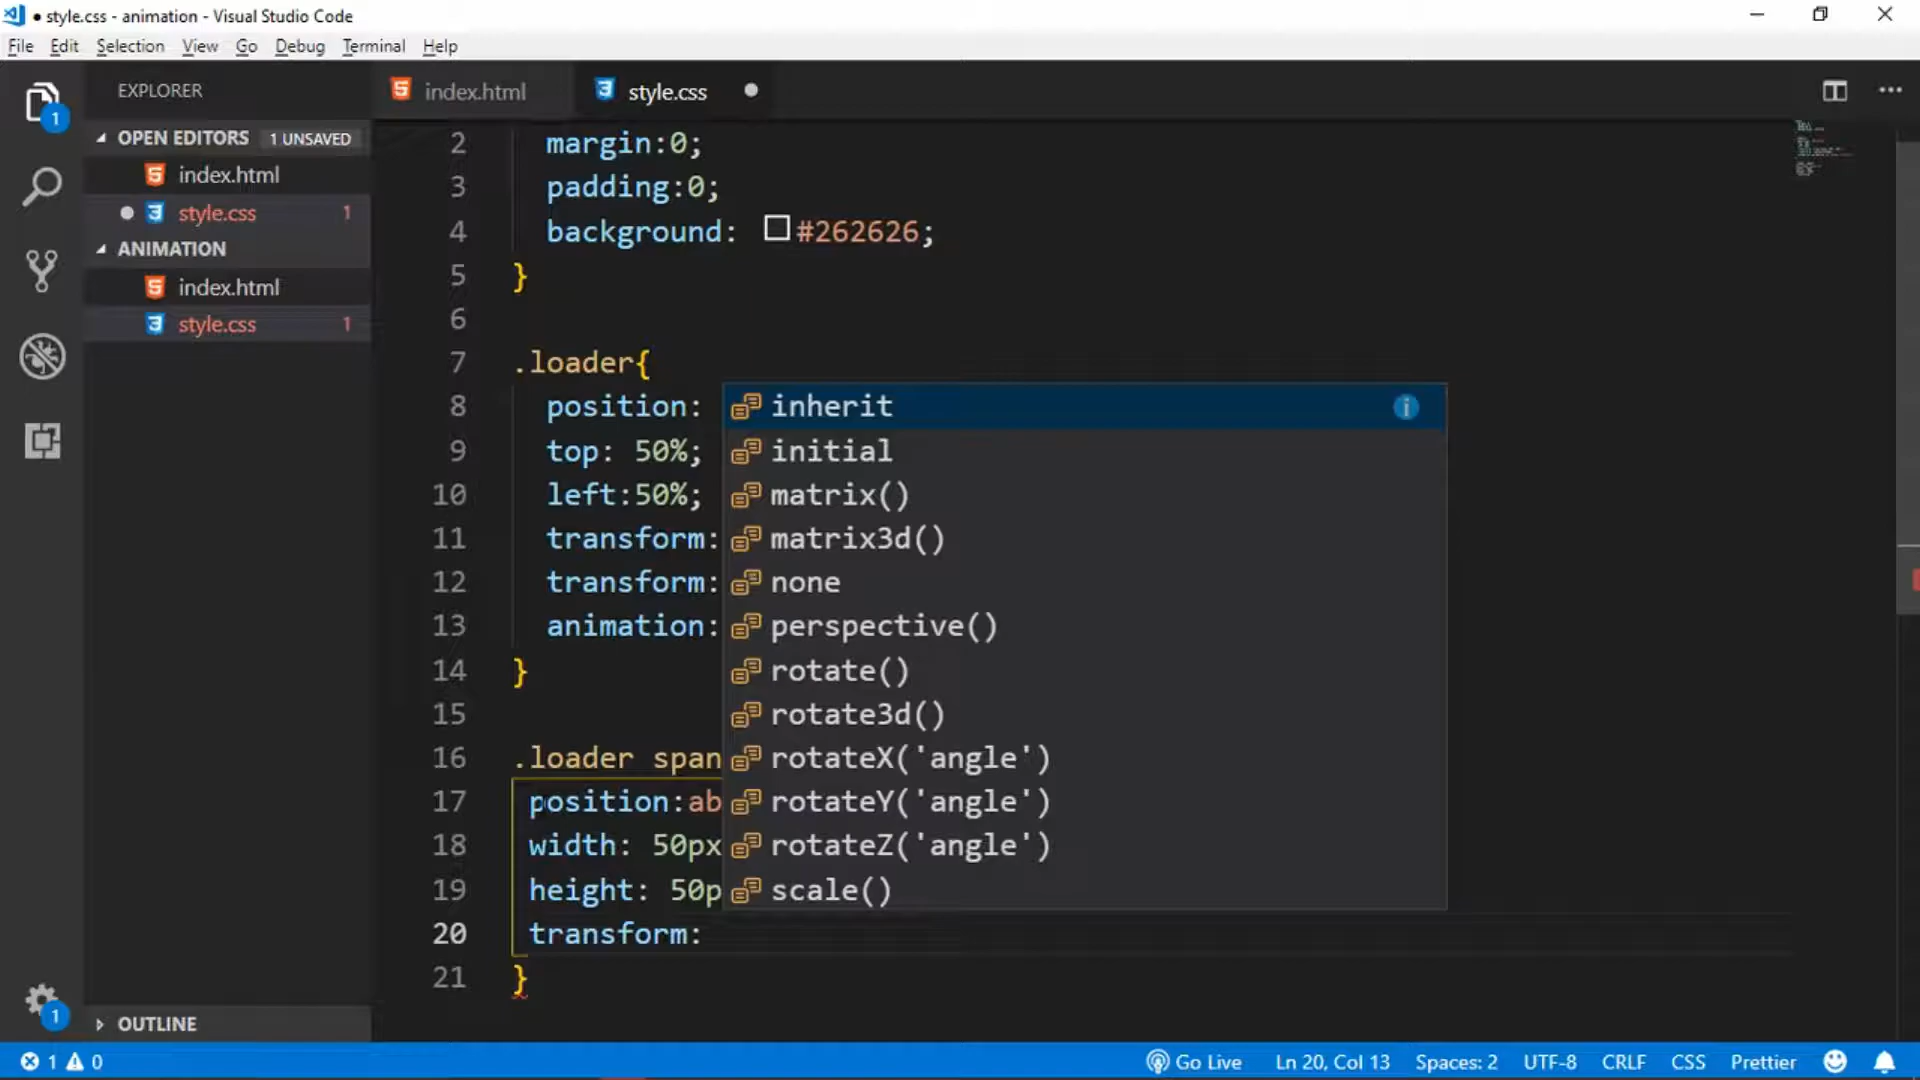 style.css - animation - Visual Studio Code
File Edit Selection View Go Debug Terminal Help
EXPLORER
OPEN EDITORS 1 UNSAVED
index.html
style.css 1
ANIMATION
index.html
style.css 1
OUTLINE
1
1
index.html
style.css
2 margin:0;
3 padding:0;
4 background: #262626;
5 }
6
7 .loader{
8 position:
9 top: 50%;
10 left:50%;
11 transform:
12 transform:
13 animation:
14 }
15
16 .loader span
17 position:ab
18 width: 50px
19 height: 50p
20 transform:
21 }
inherit
initial
matrix()
matrix3d()
none
perspective()
rotate()
rotate3d()
rotateX('angle')
rotateY('angle')
rotateZ('angle')
scale()
1 0 Go Live Ln 20, Col 13 Spaces: 2 UTF-8 CRLF CSS Prettier